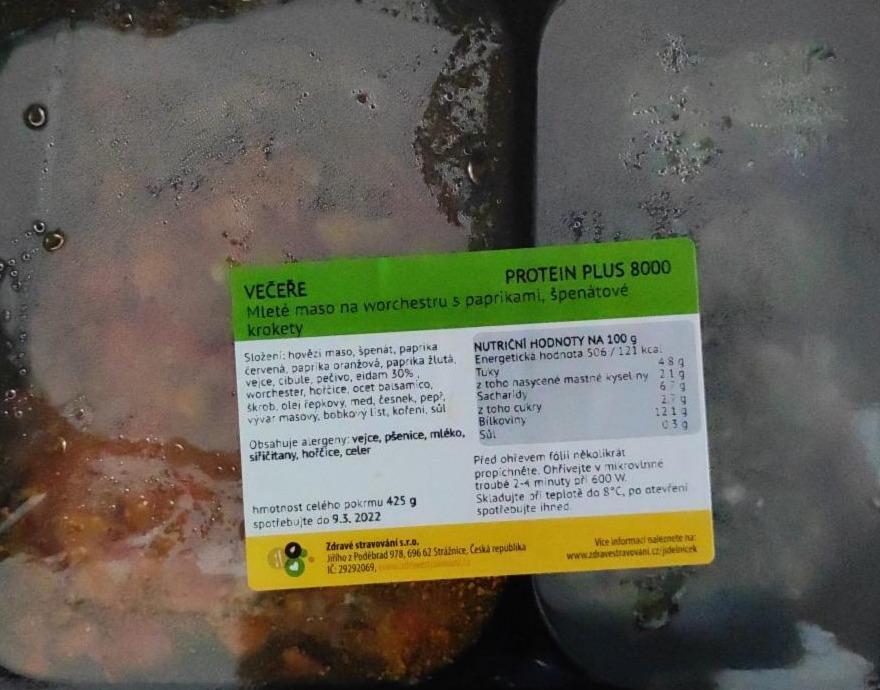 VEČEŘE
PROTEIN PLUS 8000
Mleté maso na worchestru s paprikami, špenátové
krokety
Složení: hovězí maso, špenát, paprika
červená, paprika oranžová, paprika žlutá,
vejce, cibule, pečivo, eidam 30% ,
worchester, hořčice, ocet balsamico,
škrob, olej řepkový, med, česnek, pepř,
vývar masový, bobkový list, koření, sůl
Obsahuje alergeny: vejce, pšenice, mléko,
siřičitany, hořčice, celer
hmotnost celého pokrmu 425 g
spotřebujte do 9.3. 2022
NUTRIČNÍ HODNOTY NA 100 g
Energetická hodnota 506 / 121 kcal
Tuky 4.8 g
z toho nasycené mastné kyseliny 2.1 g
Sacharidy 6.7 g
z toho cukry 2.7 g
Bílkoviny 12.1 g
Sůl 0.3 g
Před ohřevem fólii několikrát
propíchněte. Ohřívejte v mikrovlnné
troubě 2-4 minuty při 600 W.
Skladujte při teplotě do 8°C, po otevření
spotřebujte ihned.
Zdravé stravování s.r.o.
Jiřího z Poděbrad 978, 696 62 Strážnice, Česká republika
IČ: 29292069, www.zdravestravovani.cz
Více informací naleznete na:
www.zdravestravovani.cz/jidelnicek